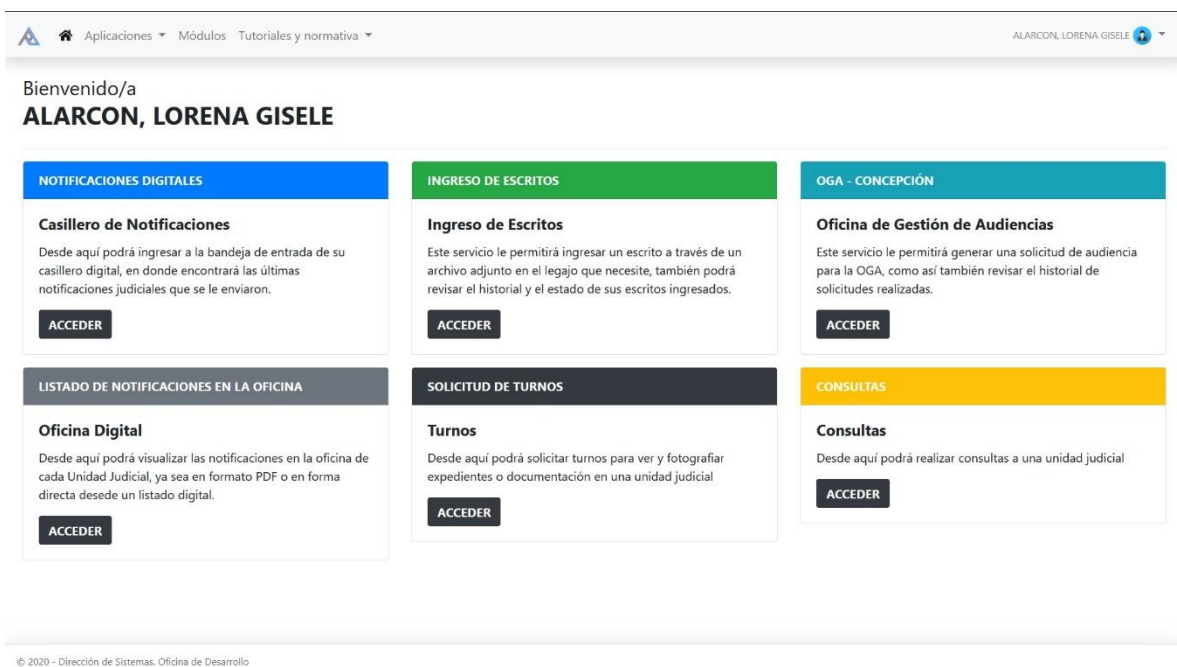 Aplicaciones Módulos Tutoriales y normativa ALARCON, LORENA GISELE
Bienvenido/a
ALARCON, LORENA GISELE
NOTIFICACIONES DIGITALES
Casillero de Notificaciones
Desde aquí podrá ingresar a la bandeja de entrada de su
casillero digital, en donde encontrará las últimas
notificaciones judiciales que se le enviaron.
ACCEDER
INGRESO DE ESCRITOS
Ingreso de Escritos
Este servicio le permitirá ingresar un escrito a través de un
archivo adjunto en el legajo que necesite, también podrá
revisar el historial y el estado de sus escritos ingresados.
ACCEDER
OGA - CONCEPCIÓN
Oficina de Gestión de Audiencias
Este servicio le permitirá generar una solicitud de audiencia
para la OGA, como así también revisar el historial de
solicitudes realizadas.
ACCEDER
LISTADO DE NOTIFICACIONES EN LA OFICINA
Oficina Digital
Desde aquí podrá visualizar las notificaciones en la oficina de
cada Unidad Judicial, ya sea en formato PDF o en forma
directa desede un listado digital.
ACCEDER
SOLICITUD DE TURNOS
Turnos
Desde aquí podrá solicitar turnos para ver y fotografiar
expedientes o documentación en una unidad judicial
ACCEDER
CONSULTAS
Consultas
Desde aquí podrá realizar consultas a una unidad judicial
ACCEDER
© 2020 - Dirección de Sistemas. Oficina de Desarrollo